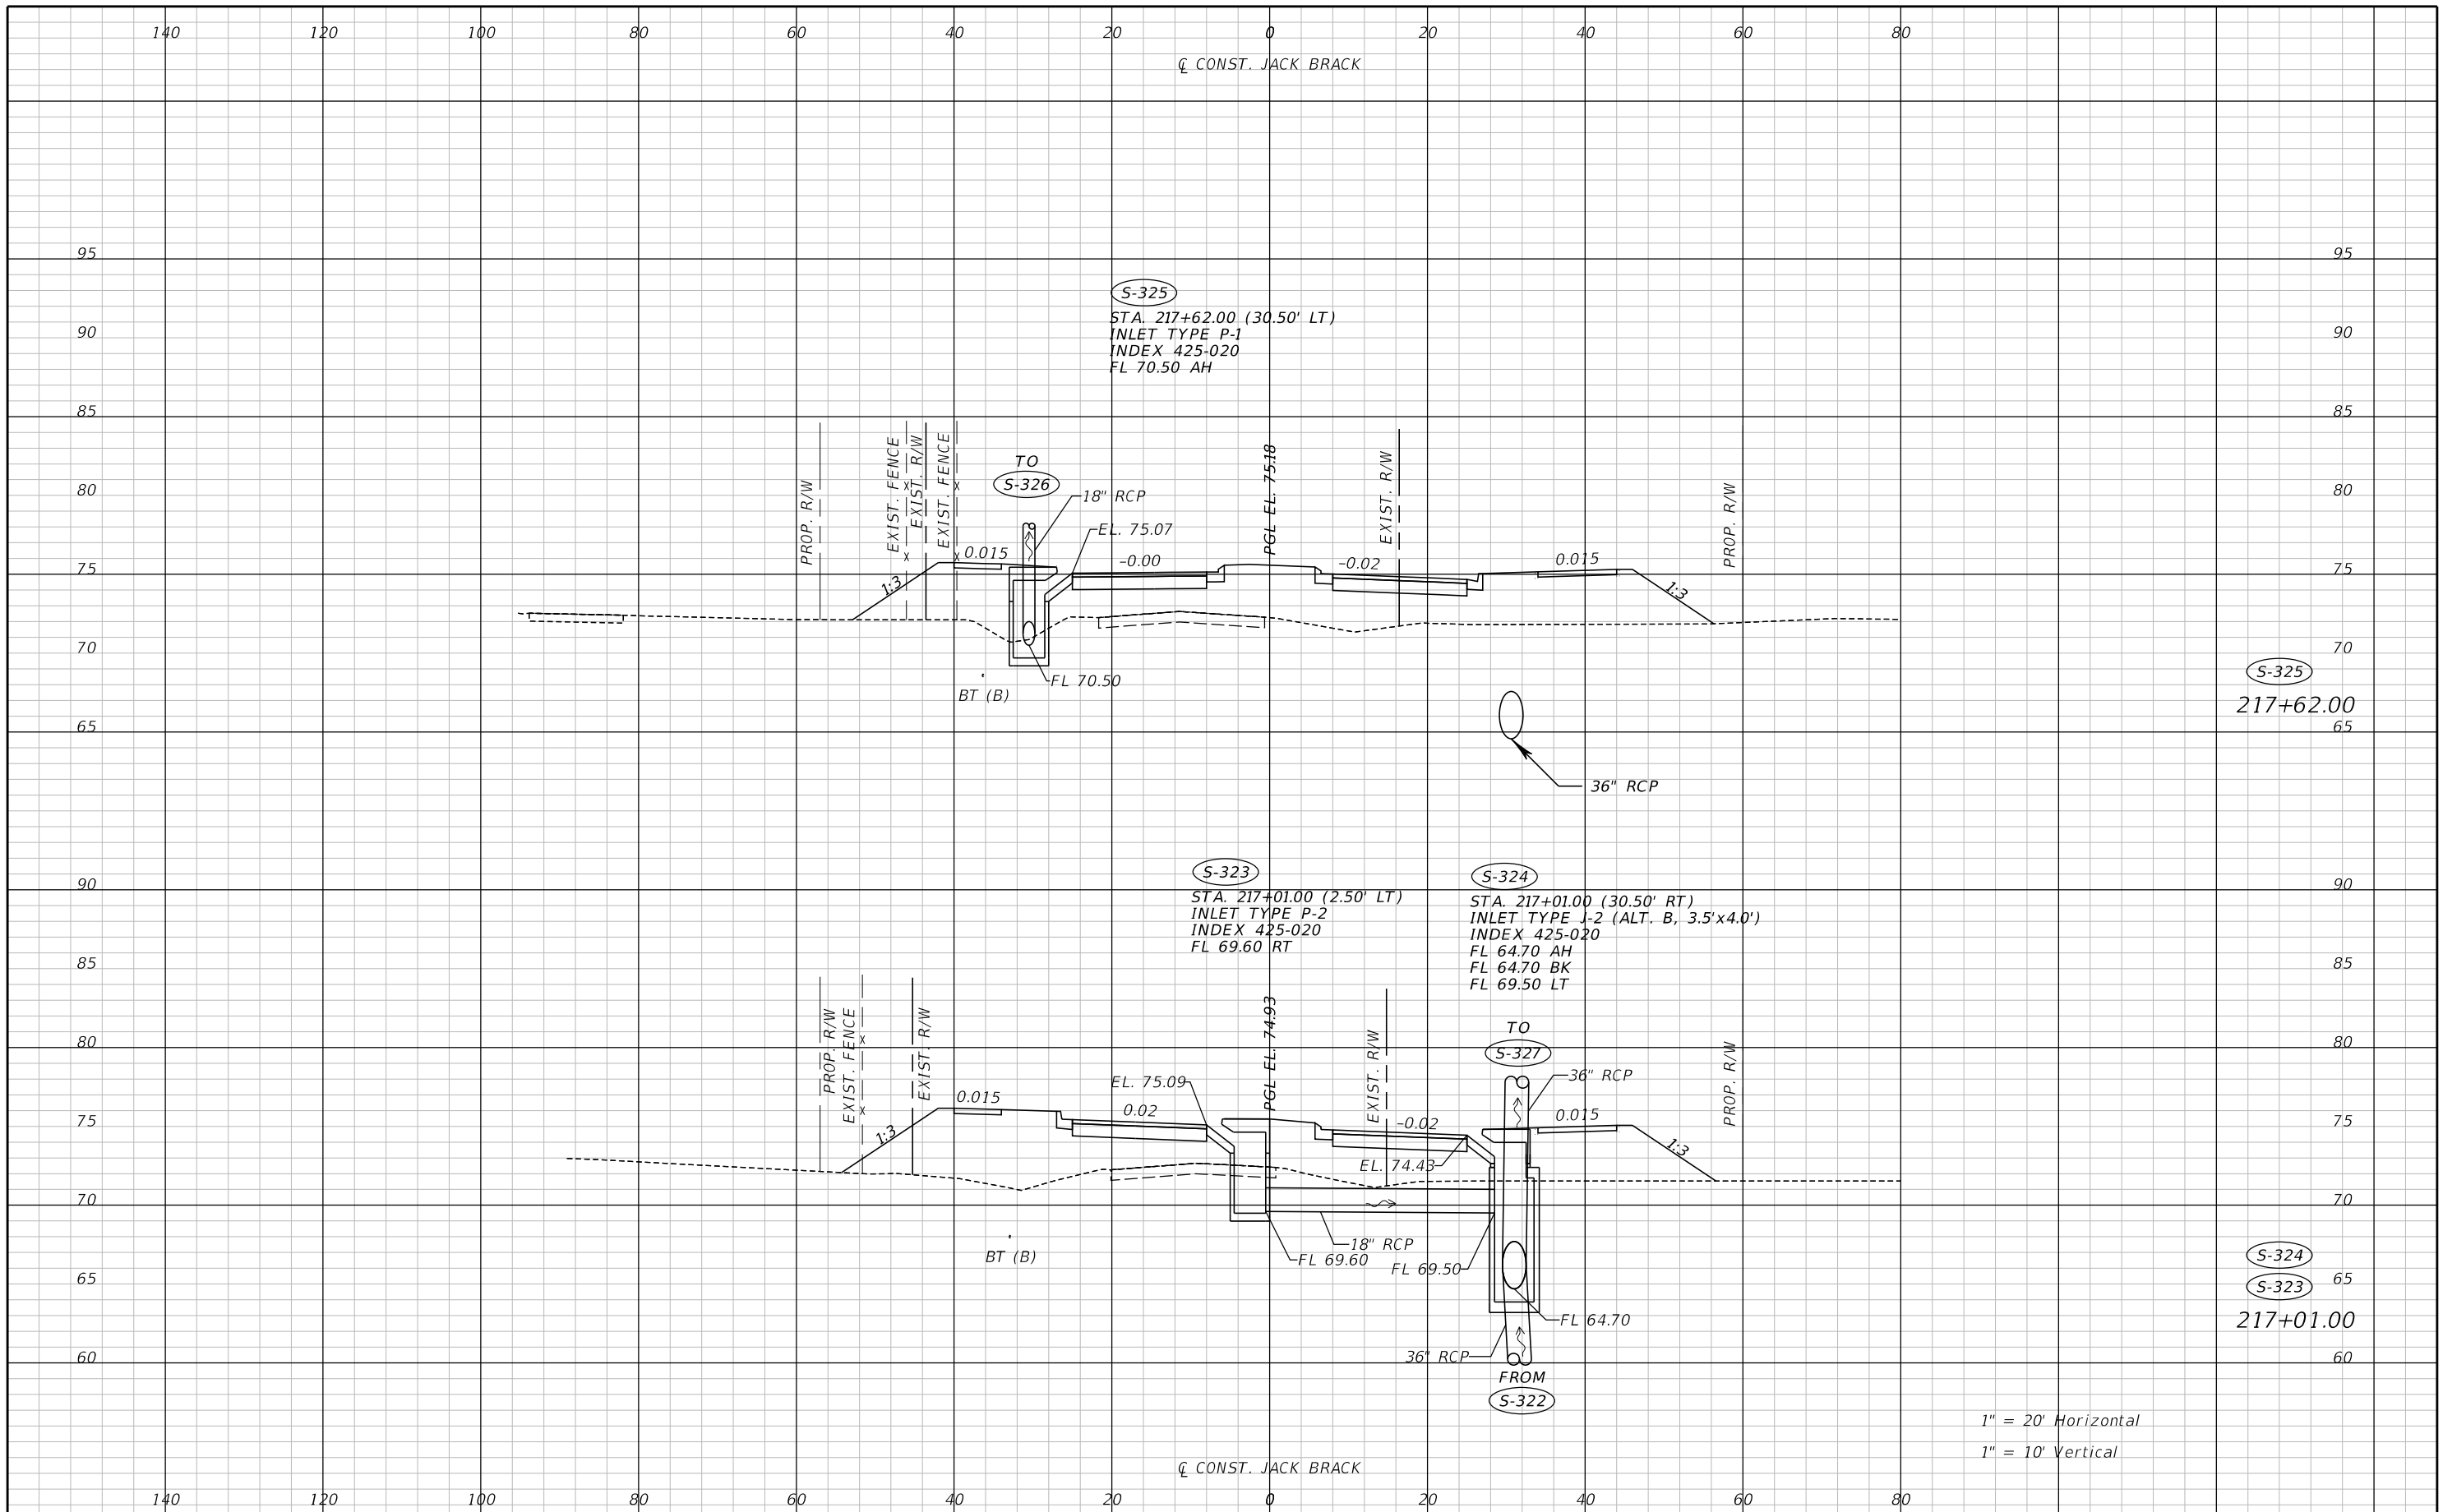 140 120 100 80 60 40 20 0 20 40 60 80
℄ CONST. JACK BRACK
95 95
S-325
STA. 217+62.00 (30.50' LT)
INLET TYPE P-1
INDEX 425-020
FL 70.50 AH
90 90
85 85
PROP. R/W
EXIST. FENCE
EXIST. R/W
EXIST. FENCE
TO
S-326
18" RCP
EL. 75.07
PGL EL. 75.18
EXIST. R/W
PROP. R/W
80 80
0.015
-0.00
-0.02
0.015
75 75
1:3
1:3
70 70
FL 70.50
BT (B)
S-325
217+62.00
65 65
36" RCP
S-323
STA. 217+01.00 (2.50' LT)
INLET TYPE P-2
INDEX 425-020
FL 69.60 RT
S-324
STA. 217+01.00 (30.50' RT)
INLET TYPE J-2 (ALT. B, 3.5'x4.0')
INDEX 425-020
FL 64.70 AH
FL 64.70 BK
FL 69.50 LT
90 90
85 85
PROP. R/W
EXIST. FENCE
EXIST. R/W
PGL EL. 74.93
EXIST. R/W
TO
S-327
36" RCP
PROP. R/W
80 80
EL. 75.09
0.015
0.02
-0.02
0.015
75 75
1:3
1:3
EL. 74.43
70 70
18" RCP
FL 69.60
FL 69.50
BT (B)
S-324
65 65
S-323
217+01.00
FL 64.70
36" RCP
60 60
FROM
S-322
1" = 20' Horizontal
1" = 10' Vertical
℄ CONST. JACK BRACK
140 120 100 80 60 40 20 0 20 40 60 80